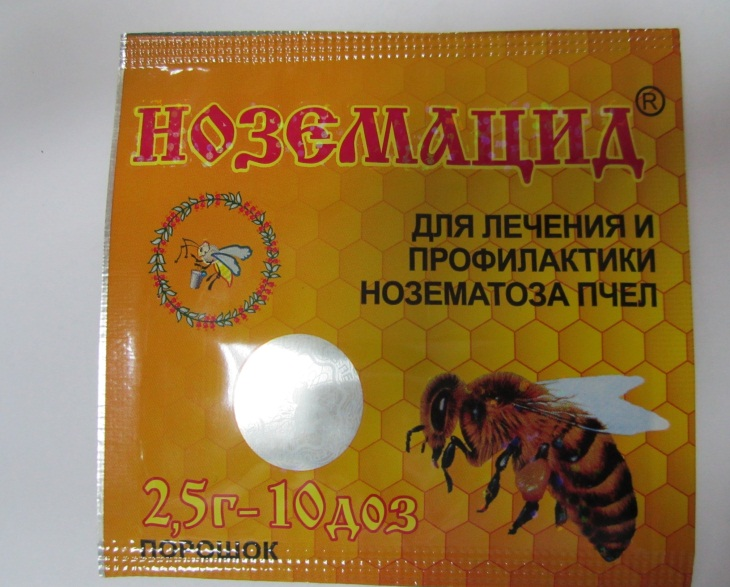 НОЗЕМАЦИД®
ДЛЯ ЛЕЧЕНИЯ И
ПРОФИЛАКТИКИ
НОЗЕМАТОЗА ПЧЕЛ
2,5г-10доз
ПОРОШОК